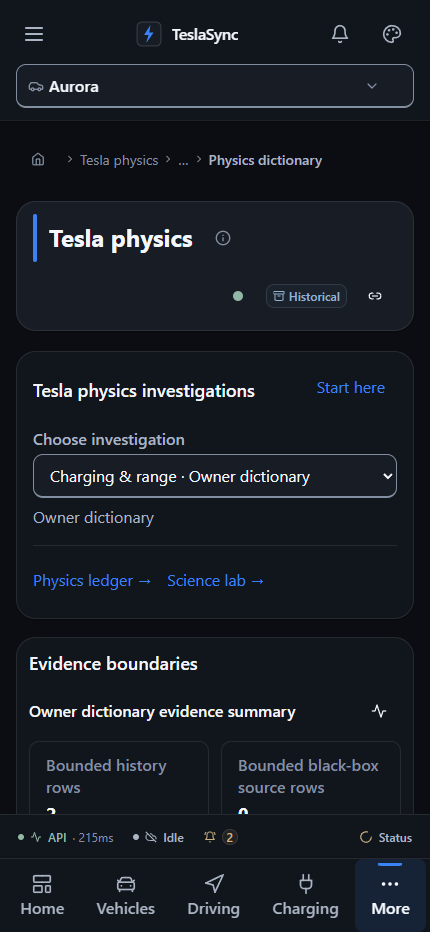 TeslaSync
Aurora
Tesla physics
...
Physics dictionary
Tesla physics
Historical
Tesla physics investigations
Start here
Choose investigation
Charging & range · Owner dictionary
Owner dictionary
Physics ledger →
Science lab →
Evidence boundaries
Owner dictionary evidence summary
Bounded history
rows
Bounded black-box
source rows
API · 215ms
Idle
2
Status
Home
Vehicles
Driving
Charging
More